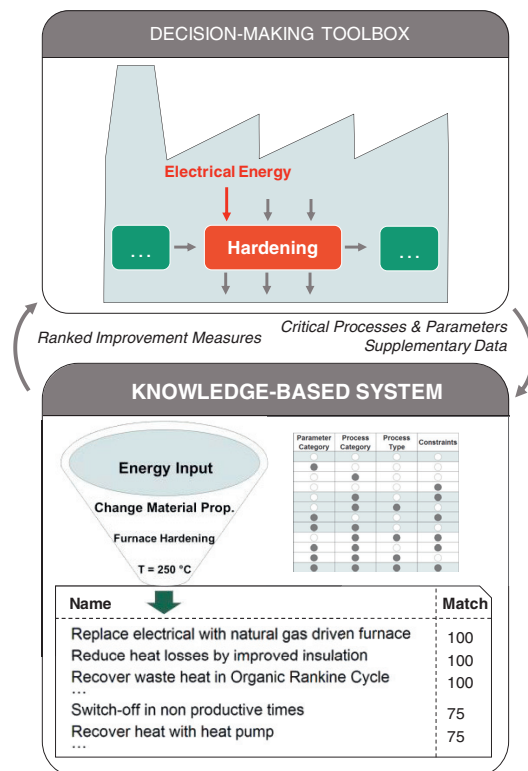 DECISION-MAKING TOOLBOX
Electrical Energy
...
Hardening
...
Ranked Improvement Measures
Critical Processes & Parameters
Supplementary Data
KNOWLEDGE-BASED SYSTEM
Energy Input
Change Material Prop.
Furnace Hardening
T = 250 °C
Parameter Category
Process Category
Process Type
Constraints
Name Match
Replace electrical with natural gas driven furnace 100
Reduce heat losses by improved insulation 100
Recover waste heat in Organic Rankine Cycle 100
...
Switch-off in non productive times 75
Recover heat with heat pump 75
...